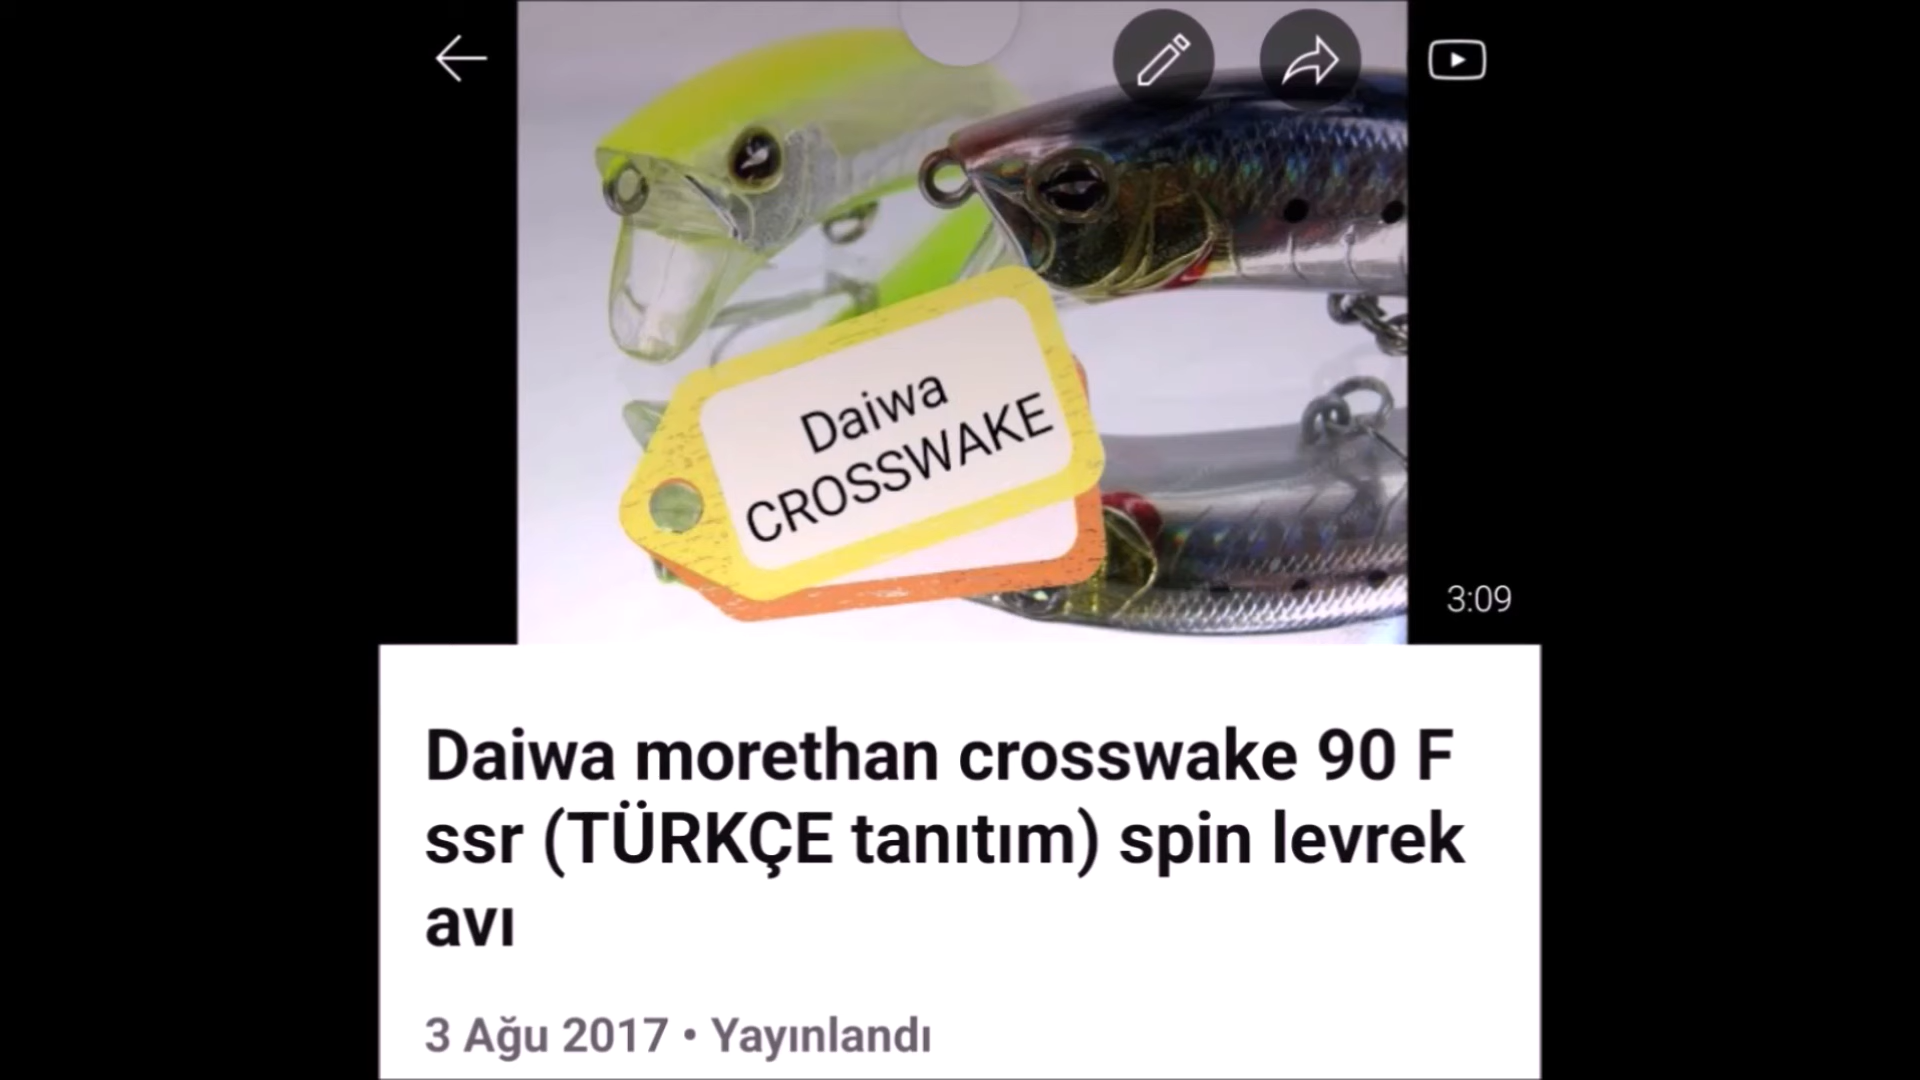 Daiwa
CROSSWAKE
3:09
Daiwa morethan crosswake 90 F
ssr (TÜRKÇE tanıtım) spin levrek
avı
3 Ağu 2017 • Yayınlandı